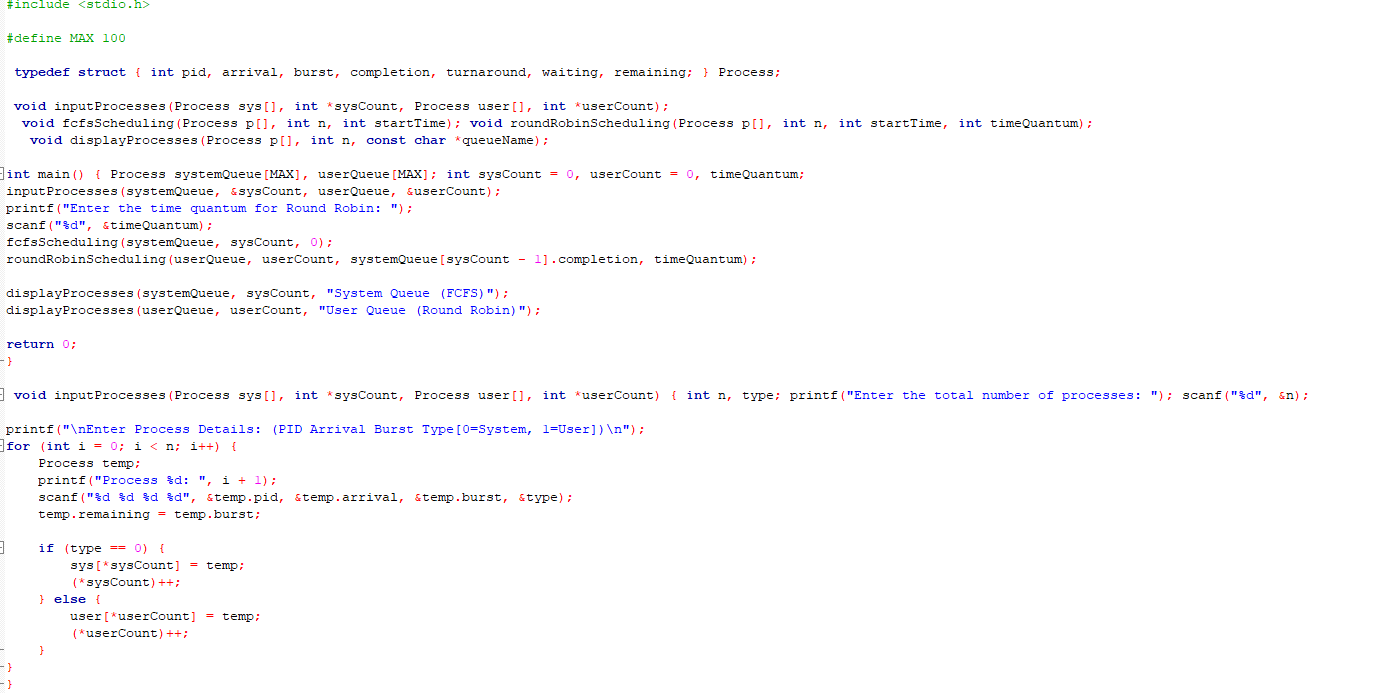 #include <stdio.h>
#define MAX 100
typedef struct { int pid, arrival, burst, completion, turnaround, waiting, remaining; } Process;
void inputProcesses(Process sys[], int *sysCount, Process user[], int *userCount);
void fcfsScheduling(Process p[], int n, int startTime); void roundRobinScheduling(Process p[], int n, int startTime, int timeQuantum);
void displayProcesses(Process p[], int n, const char *queueName);
int main() { Process systemQueue[MAX], userQueue[MAX]; int sysCount = 0, userCount = 0, timeQuantum;
inputProcesses(systemQueue, &sysCount, userQueue, &userCount);
printf("Enter the time quantum for Round Robin: ");
scanf("%d", &timeQuantum);
fcfsScheduling(systemQueue, sysCount, 0);
roundRobinScheduling(userQueue, userCount, systemQueue[sysCount - 1].completion, timeQuantum);
displayProcesses(systemQueue, sysCount, "System Queue (FCFS)");
displayProcesses(userQueue, userCount, "User Queue (Round Robin)");
return 0;
}
void inputProcesses(Process sys[], int *sysCount, Process user[], int *userCount) { int n, type; printf("Enter the total number of processes: "); scanf("%d", &n);
printf("\nEnter Process Details: (PID Arrival Burst Type[0=System, 1=User])\n");
for (int i = 0; i < n; i++) {
Process temp;
printf("Process %d: ", i + 1);
scanf("%d %d %d %d", &temp.pid, &temp.arrival, &temp.burst, &type);
temp.remaining = temp.burst;
if (type == 0) {
sys[*sysCount] = temp;
(*sysCount)++;
} else {
user[*userCount] = temp;
(*userCount)++;
}
}
}